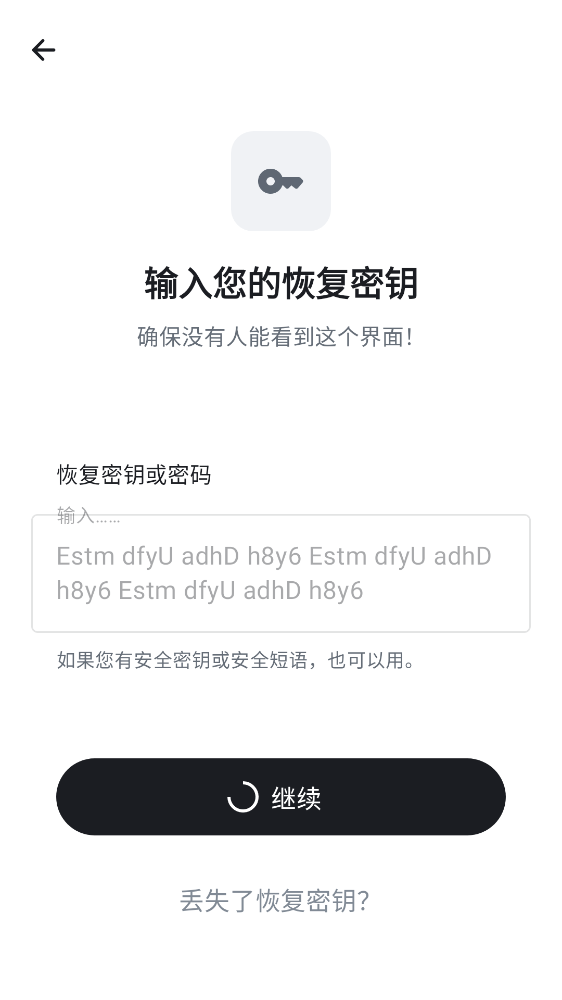 输入您的恢复密钥
确保没有人能看到这个界面！
恢复密钥或密码
输入……
Estm dfyU adhD h8y6 Estm dfyU adhD
h8y6 Estm dfyU adhD h8y6
如果您有安全密钥或安全短语，也可以用。
继续
丢失了恢复密钥？